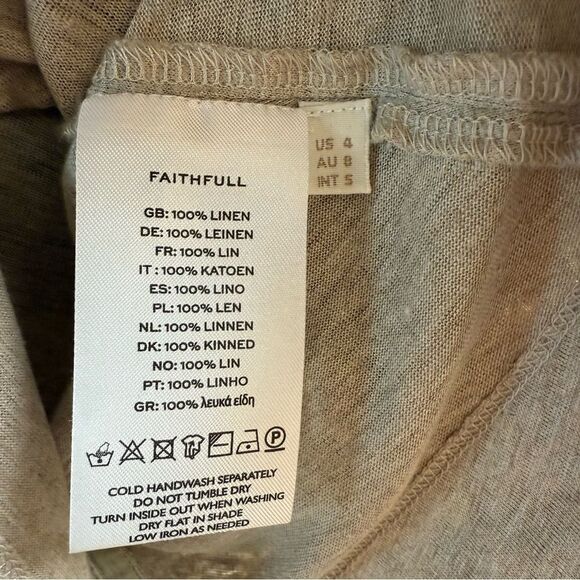 FAITHFULL
GB: 100% LINEN
DE: 100% LEINEN
FR: 100% LIN
IT : 100% KATOEN
ES: 100% LINO
PL: 100% LEN
NL: 100% LINNEN
DK: 100% KINNED
NO: 100% LIN
PT: 100% LINHO
GR: 100% λευκά είδη
P
COLD HANDWASH SEPARATELY
DO NOT TUMBLE DRY
TURN INSIDE OUT WHEN WASHING
DRY FLAT IN SHADE
LOW IRON AS NEEDED
US 4
AU 8
INT S